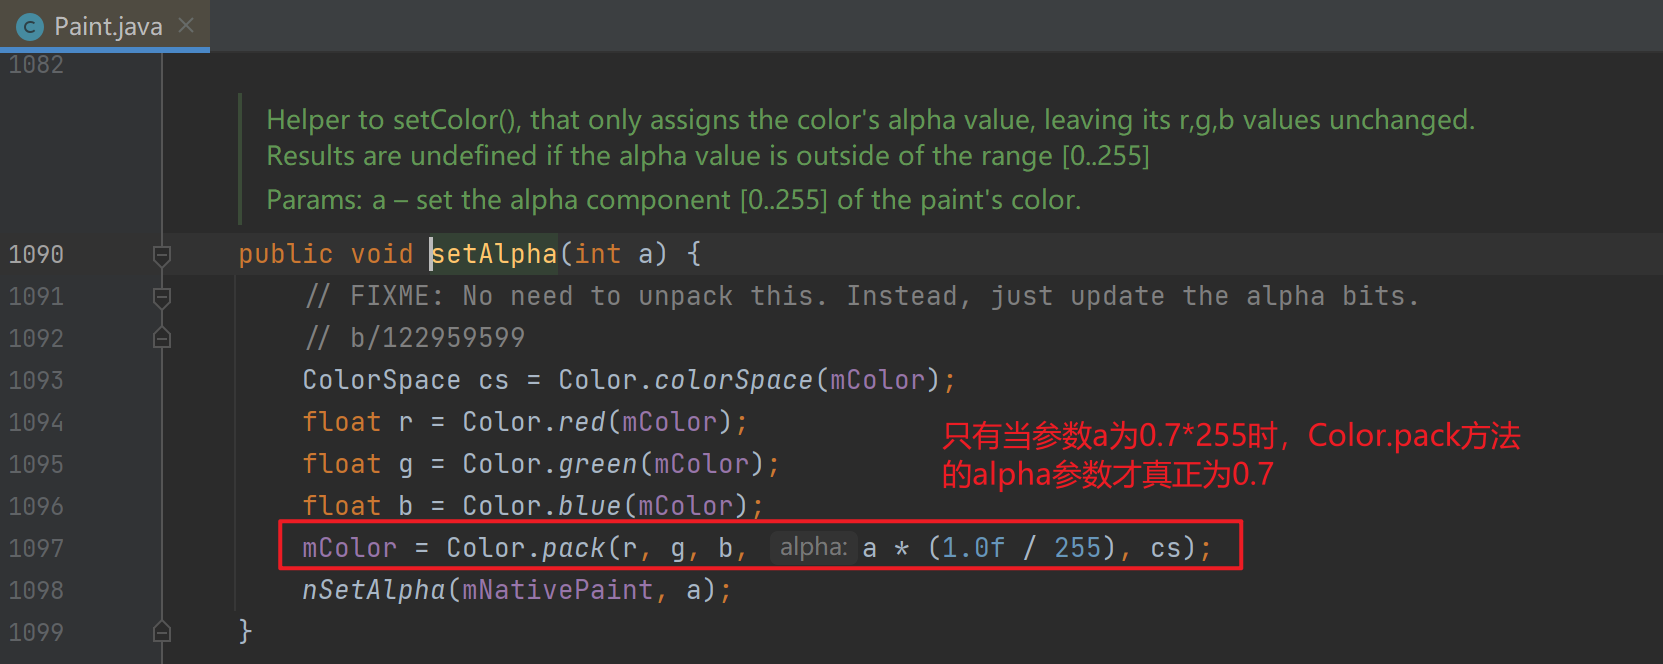 C Paint.java ×
1082
Helper to setColor(), that only assigns the color's alpha value, leaving its r,g,b values unchanged.
Results are undefined if the alpha value is outside of the range [0..255]
Params: a – set the alpha component [0..255] of the paint's color.
1090 public void setAlpha(int a) {
1091 // FIXME: No need to unpack this. Instead, just update the alpha bits.
1092 // b/122959599
1093 ColorSpace cs = Color.colorSpace(mColor);
1094 float r = Color.red(mColor);
只有当参数a为0.7*255时，Color.pack方法
1095 float g = Color.green(mColor);
的alpha参数才真正为0.7
1096 float b = Color.blue(mColor);
1097 mColor = Color.pack(r, g, b, alpha: a * (1.0f / 255), cs);
1098 nSetAlpha(mNativePaint, a);
1099 }